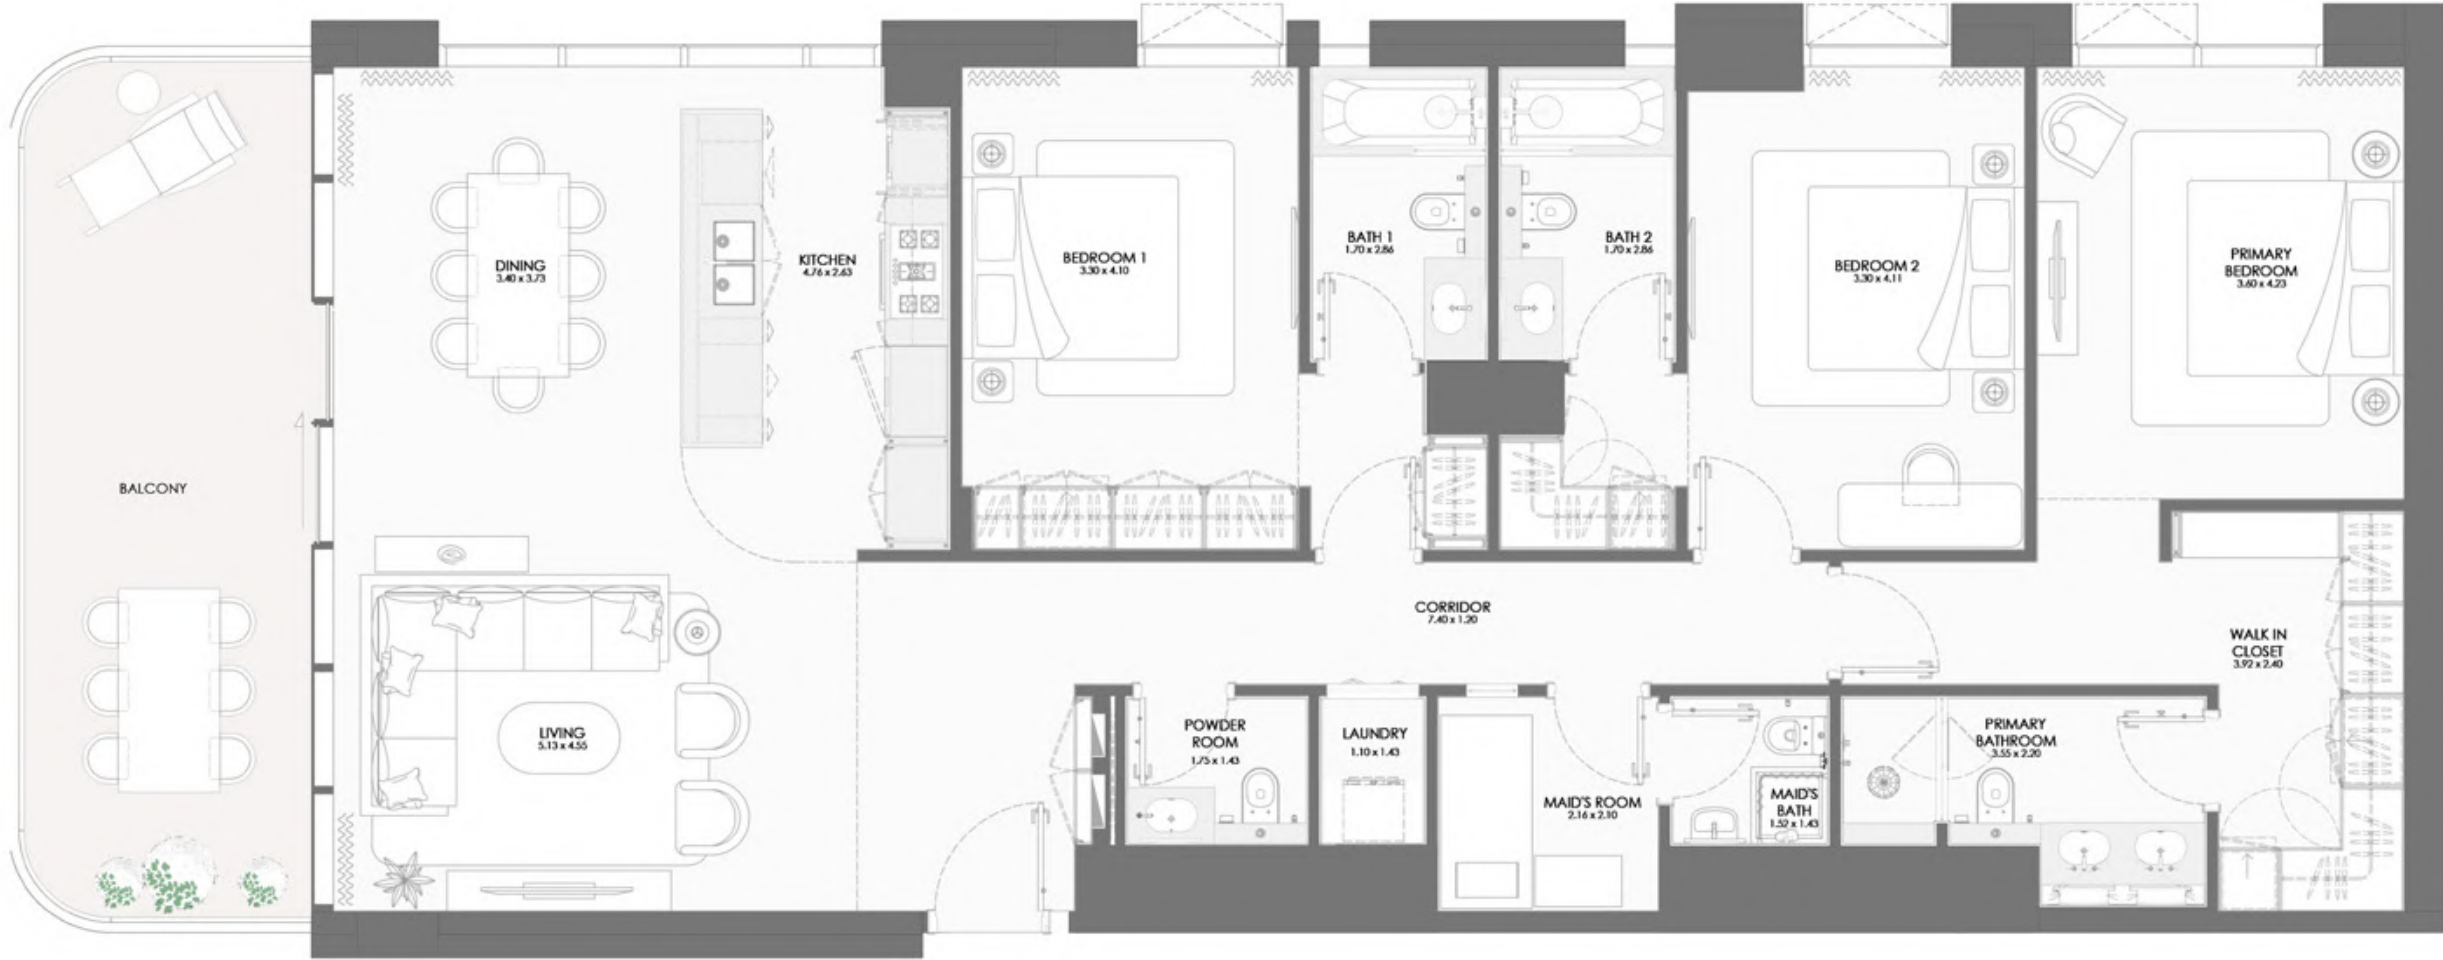 BALCONY
DINING
3.40 x 3.73
KITCHEN
4.76 x 2.63
LIVING
5.13 x 4.55
BEDROOM 1
3.30 x 4.10
BATH 1
1.70 x 2.86
BATH 2
1.70 x 2.86
BEDROOM 2
3.30 x 4.11
PRIMARY
BEDROOM
3.60 x 4.23
CORRIDOR
7.40 x 1.20
WALK IN
CLOSET
3.92 x 2.40
POWDER
ROOM
1.75 x 1.43
LAUNDRY
1.10 x 1.43
MAID'S ROOM
2.16 x 2.10
MAID'S
BATH
1.52 x 1.43
PRIMARY
BATHROOM
3.55 x 2.20